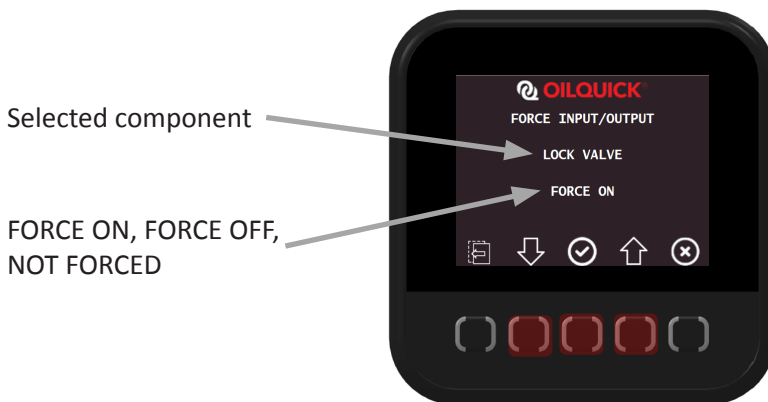 Selected component
FORCE ON, FORCE OFF,
NOT FORCED
OILQUICK®
FORCE INPUT/OUTPUT
LOCK VALVE
FORCE ON